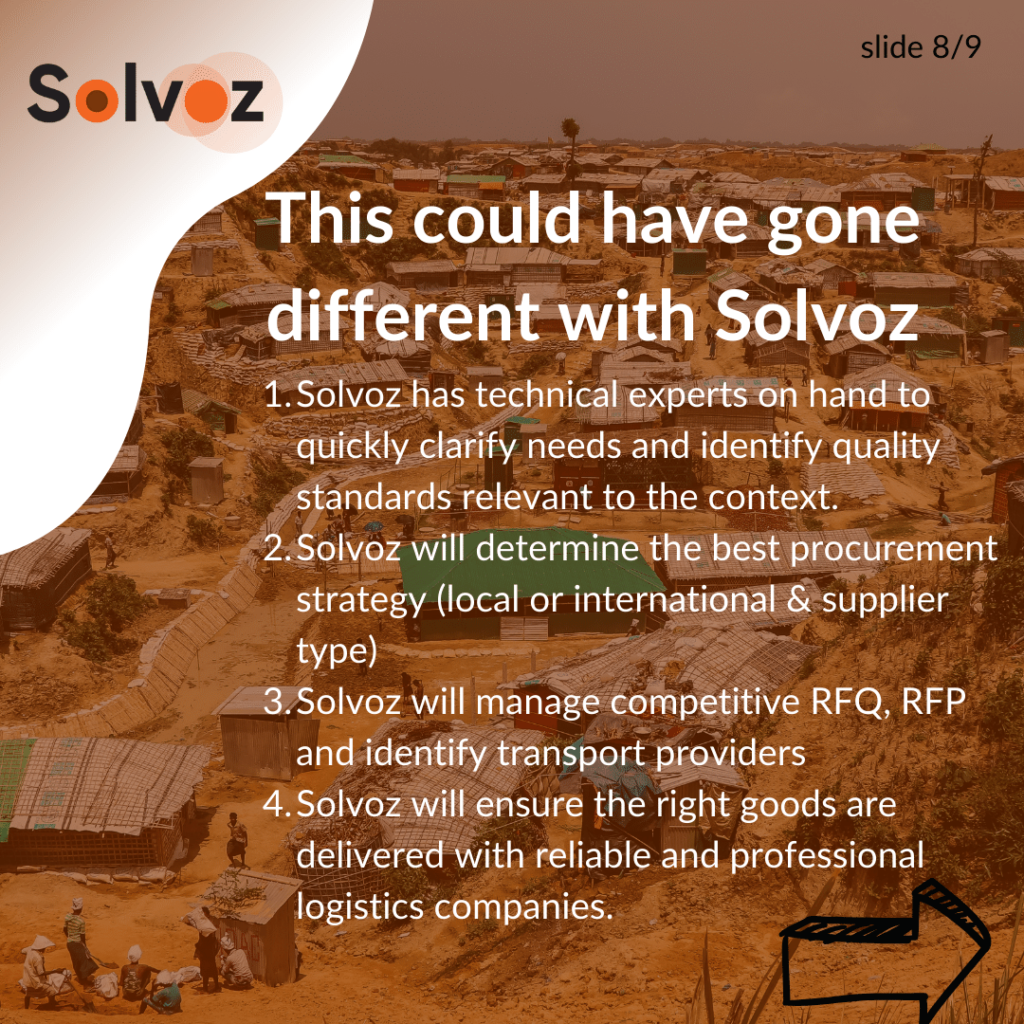 Solvoz
slide 8/9
This could have gone
different with Solvoz
1. Solvoz has technical experts on hand to
quickly clarify needs and identify quality
standards relevant to the context.
2. Solvoz will determine the best procurement
strategy (local or international & supplier
type)
3. Solvoz will manage competitive RFQ, RFP
and identify transport providers
4. Solvoz will ensure the right goods are
delivered with reliable and professional
logistics companies.